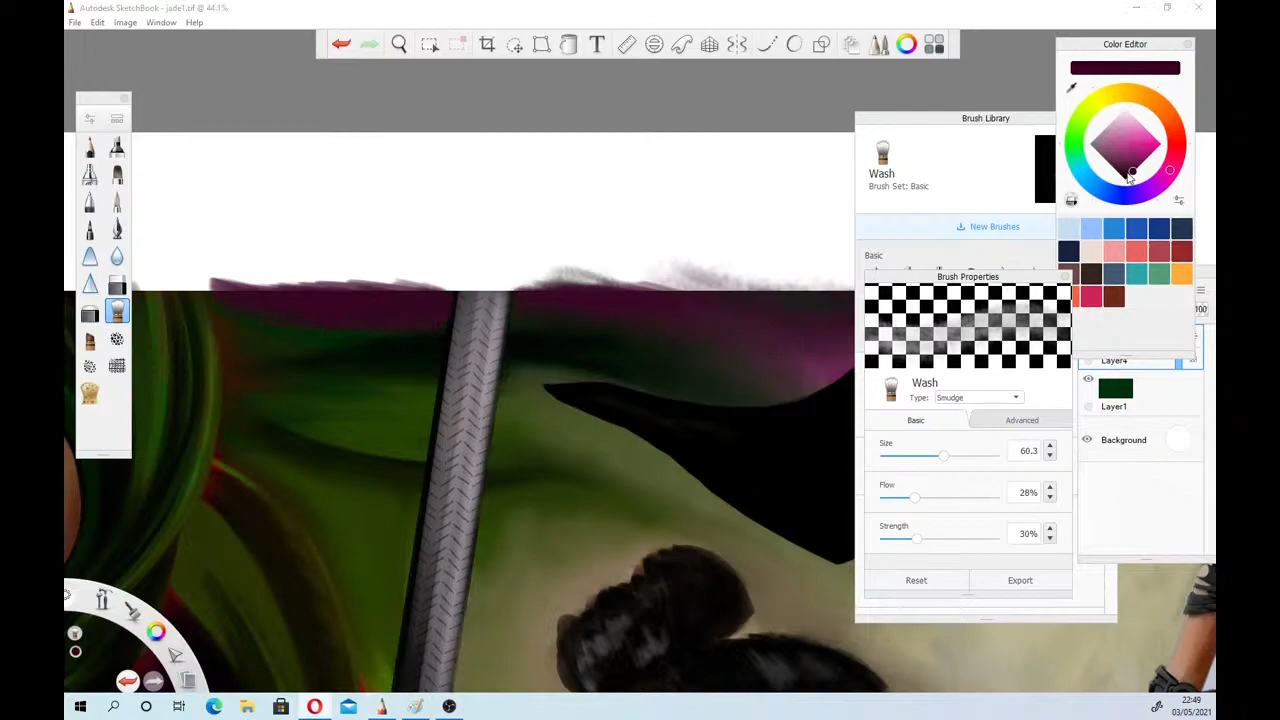 Autodesk SketchBook - jade1.tif @ 44.1%
File Edit Image Window Help
T
Color Editor
Brush Library
Wash
Brush Set: Basic
New Brushes
Basic
Brush Properties
100
Layer4
Wash
Type: Smudge
Layer1
Basic Advanced
Background
Size
60.3
Flow
28%
Strength
30%
Reset Export
22:49
03/05/2021